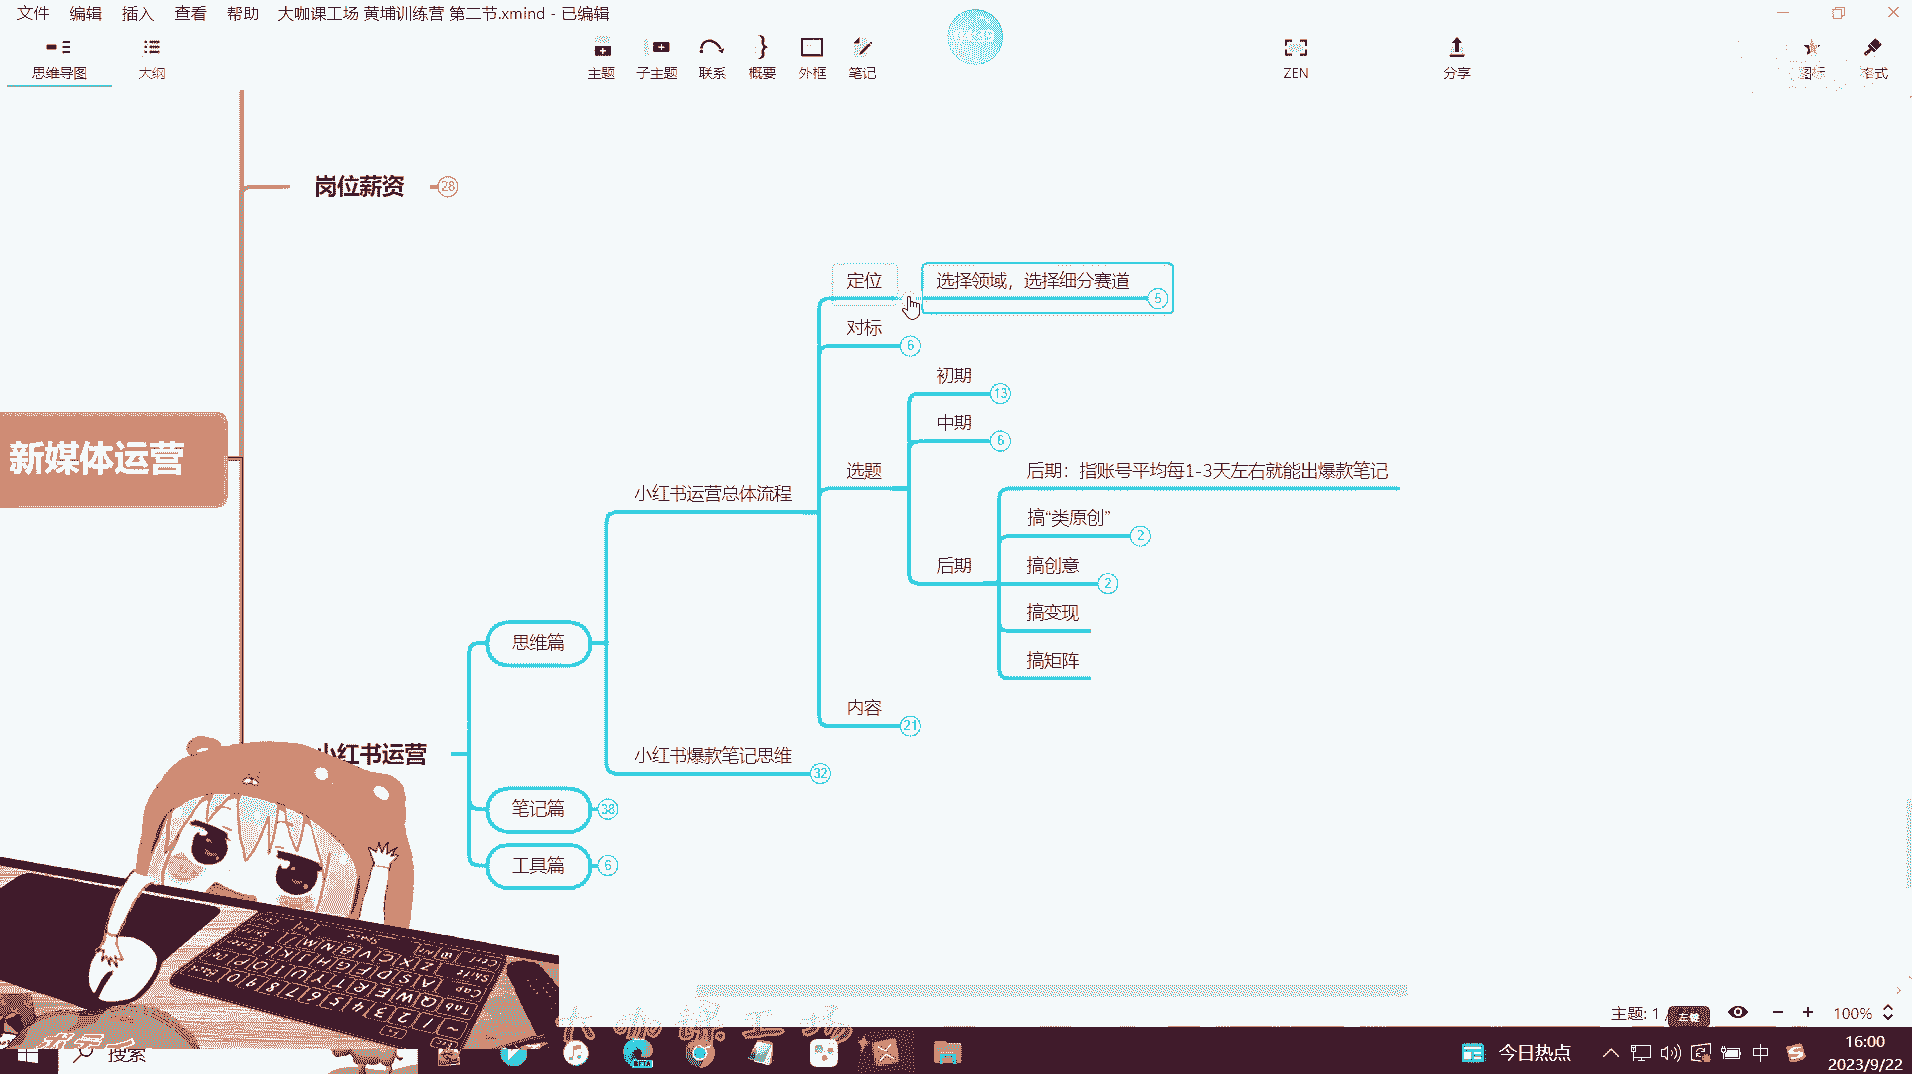 文件 编辑 插入 查看 帮助 大咖课工场 黄埔训练营 第二节.xmind - 已编辑
思维导图 大纲 主题 子主题 联系 概要 外框 笔记 ZEN 分享 图标 格式
岗位薪资 28
定位 选择领域，选择细分赛道 5
对标 6
初期 13
中期 6
选题
后期：指账号平均每1-3天左右就能出爆款笔记
新媒体运营
小红书运营总体流程
搞“类原创” 2
后期
搞创意 2
搞变现
思维篇
搞矩阵
内容 21
小红书运营
小红书爆款笔记思维 32
笔记篇 38
工具篇 6
主题: 1 /
100%
大咖课工场
搜索
今日热点
中
16:00
2023/9/22